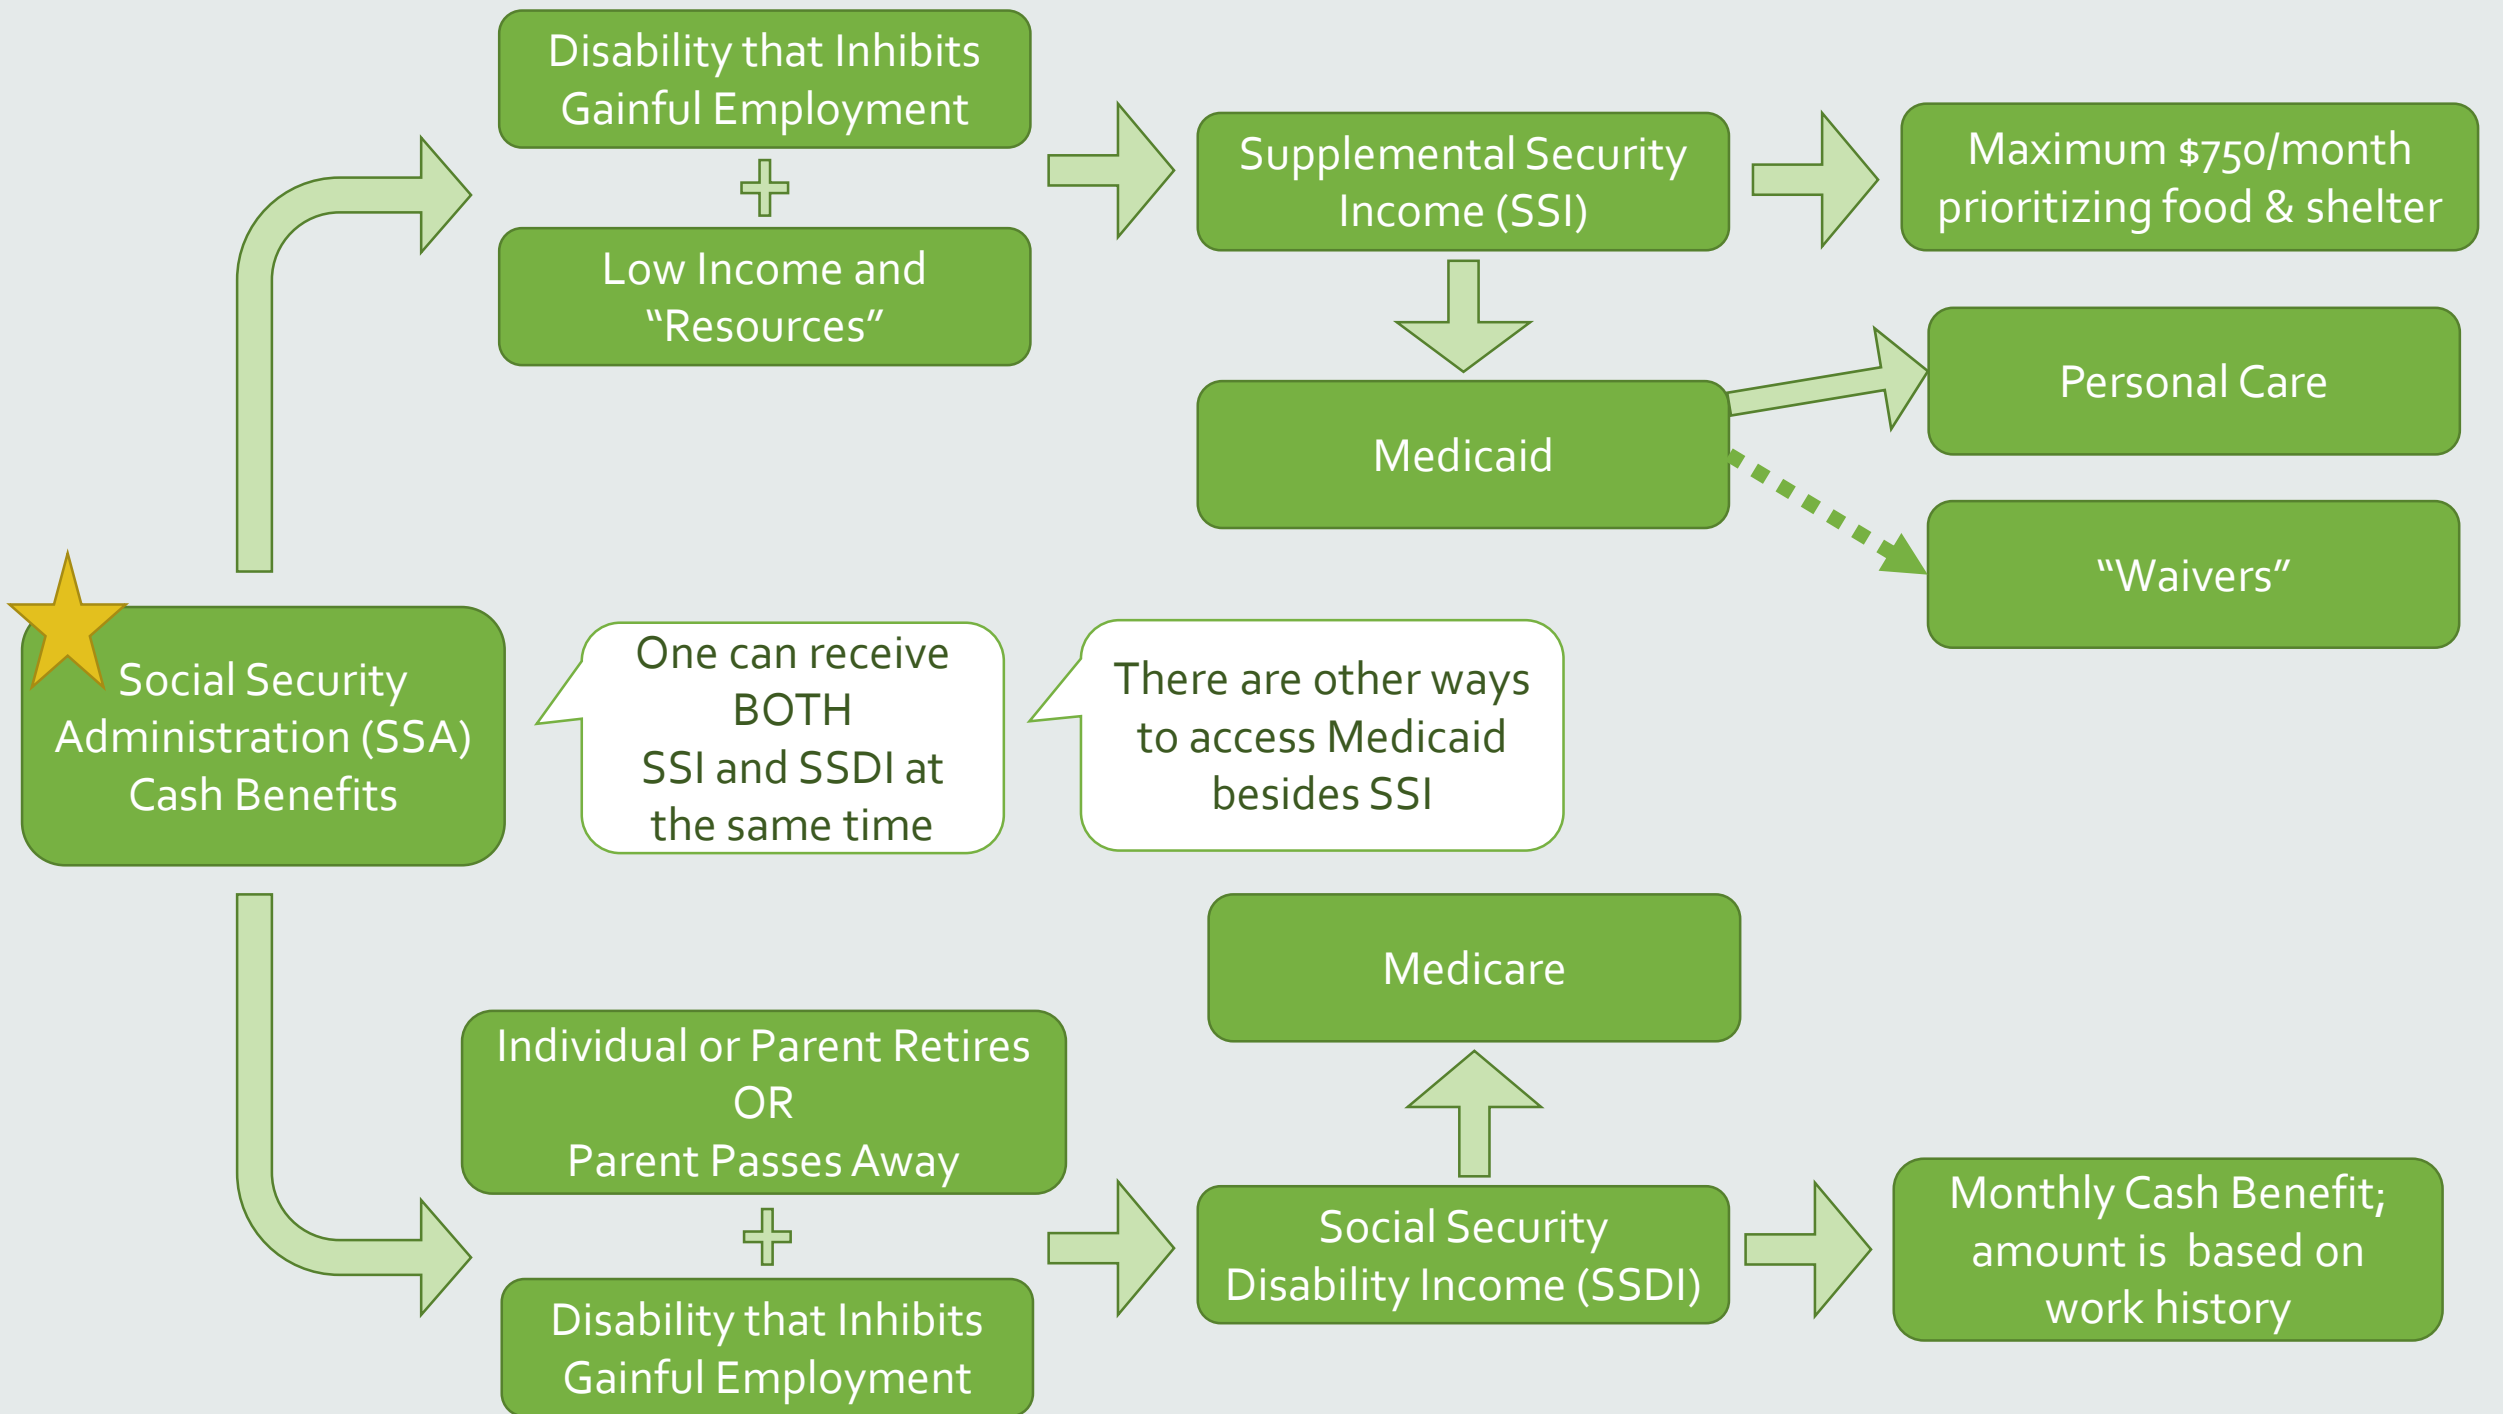 Disability that Inhibits
Gainful Employment
Low Income and
“Resources”
Supplemental Security
Income (SSI)
Maximum $750/month
prioritizing food & shelter
Medicaid
Personal Care
“Waivers”
Social Security
Administration (SSA)
Cash Benefits
One can receive
BOTH
SSI and SSDI at
the same time
There are other ways
to access Medicaid
besides SSI
Medicare
Individual or Parent Retires
OR
Parent Passes Away
Disability that Inhibits
Gainful Employment
Social Security
Disability Income (SSDI)
Monthly Cash Benefit;
amount is based on
work history